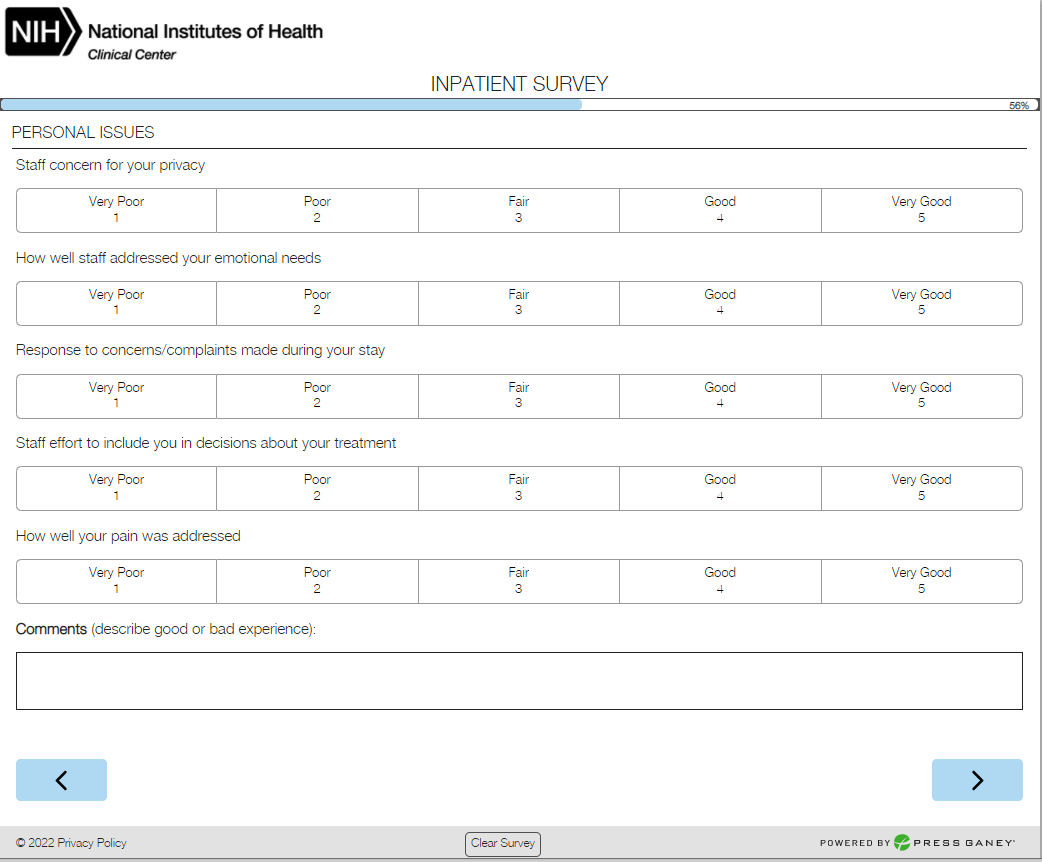 NIH National Institutes of Health
Clinical Center
INPATIENT SURVEY
56%
PERSONAL ISSUES
Staff concern for your privacy
Very Poor Poor Fair Good Very Good
1 2 3 4 5
How well staff addressed your emotional needs
Very Poor Poor Fair Good Very Good
1 2 3 4 5
Response to concerns/complaints made during your stay
Very Poor Poor Fair Good Very Good
1 2 3 4 5
Staff effort to include you in decisions about your treatment
Very Poor Poor Fair Good Very Good
1 2 3 4 5
How well your pain was addressed
Very Poor Poor Fair Good Very Good
1 2 3 4 5
Comments (describe good or bad experience):
© 2022 Privacy Policy Clear Survey POWERED BY PRESS GANEY